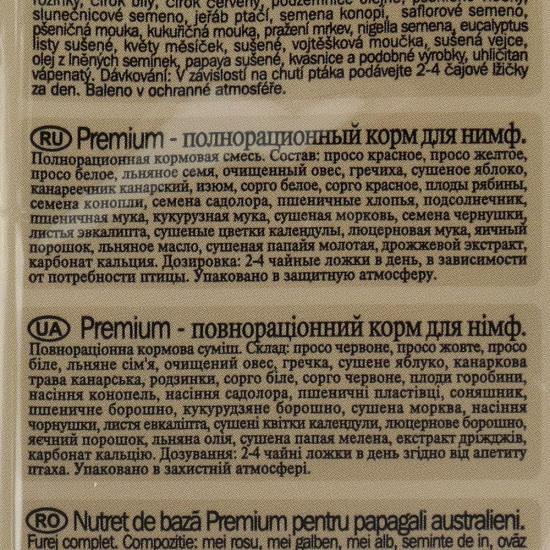 rozinky, čirok bílý, čirok červený, podzemnice olejné,
slunečnicové semeno, jeřáb ptačí, semena konopí, saflorové semeno,
pšeničná mouka, kukuřičná mouka, pražení mrkev, nigella semena, eucalyptus
listy sušené, květy měsíček, sušené, vojtěšková moučka, sušená vejce,
olej z lněných semínek, papaya sušené, kvásnice a podobné výrobky, uhličitan
vápenatý. Dávkování: V závislosti na chuti ptáka podávejte 2-4 čajové lžičky
za den. Baleno v ochranné atmosféře.
RU Premium - полнорационный корм для нимф.
Полнорационная кормовая смесь. Состав: просо красное, просо желтое,
просо белое, льняное семя, очищенный овес, гречиха, сушеное яблоко,
канареечник канарский, изюм, сорго белое, сорго красное, плоды рябины,
семена конопли, семена садолора, пшеничные хлопья, подсолнечник,
пшеничная мука, кукурузная мука, сушеная морковь, семена чернушки,
листья эвкалипта, сушеные цветки календулы, люцерновая мука, яичный
порошок, льняное масло, сушеная папайя молотая, дрожжевой экстракт,
карбонат кальция. Дозировка: 2-4 чайные ложки в день, в зависимости
от потребности птицы. Упаковано в защитную атмосферу.
UA Premium - повнораціонний корм для німф.
Повнораціонна кормова суміш. Склад: просо червоне, просо жовте, просо
біле, льняне сім'я, очищений овес, гречка, сушене яблуко, канаркова
трава канарська, родзинки, сорго біле, сорго червоне, плоди горобини,
насіння конопель, насіння садолора, пшеничні пластівці, соняшник,
пшеничне борошно, кукурудзяне борошно, сушена морква, насіння
чорнушки, листя евкаліпта, сушені квітки календули, люцернове борошно,
яєчний порошок, льняна олія, сушена папая мелена, екстракт дріжджів,
карбонат кальцію. Дозування: 2-4 чайні ложки в день згідно від апетиту
птаха. Упаковано в захистній атмосфері.
RO Nutret de bază Premium pentru papagali australieni.
Furej complet. Compoziție: mei rosu, mei galben, mei alb, seminte de in, ovăz